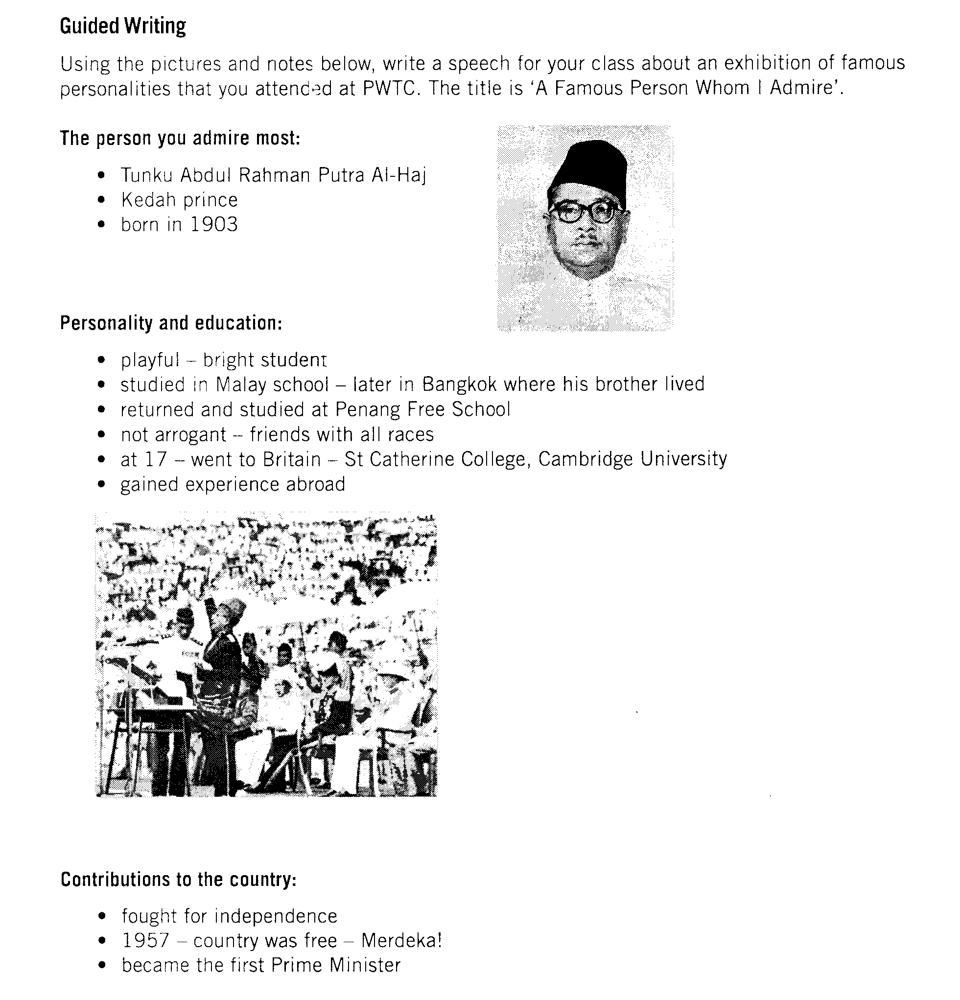 Guided Writing
Using the pictures and notes below, write a speech for your class about an exhibition of famous
personalities that you attended at PWTC. The title is ‘A Famous Person Whom I Admire’.
The person you admire most:
• Tunku Abdul Rahman Putra Al-Haj
• Kedah prince
• born in 1903
Personality and education:
• playful – bright student
• studied in Malay school – later in Bangkok where his brother lived
• returned and studied at Penang Free School
• not arrogant – friends with all races
• at 17 – went to Britain – St Catherine College, Cambridge University
• gained experience abroad
Contributions to the country:
• fought for independence
• 1957 – country was free – Merdeka!
• became the first Prime Minister